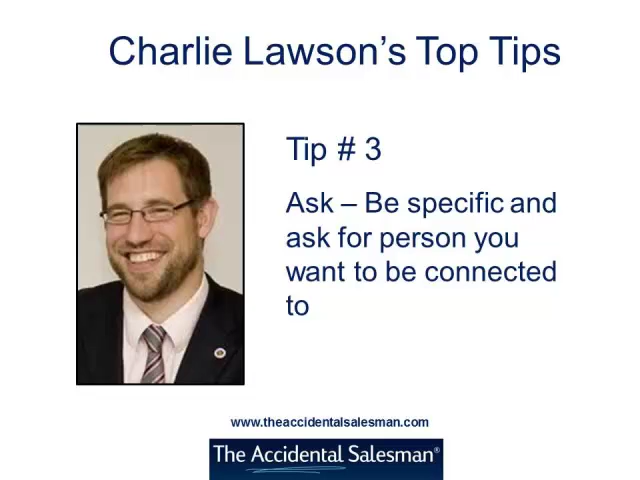 Charlie Lawson’s Top Tips
Tip # 3
Ask – Be specific and
ask for person you
want to be connected
to
www.theaccidentalsalesman.com
The Accidental Salesman®